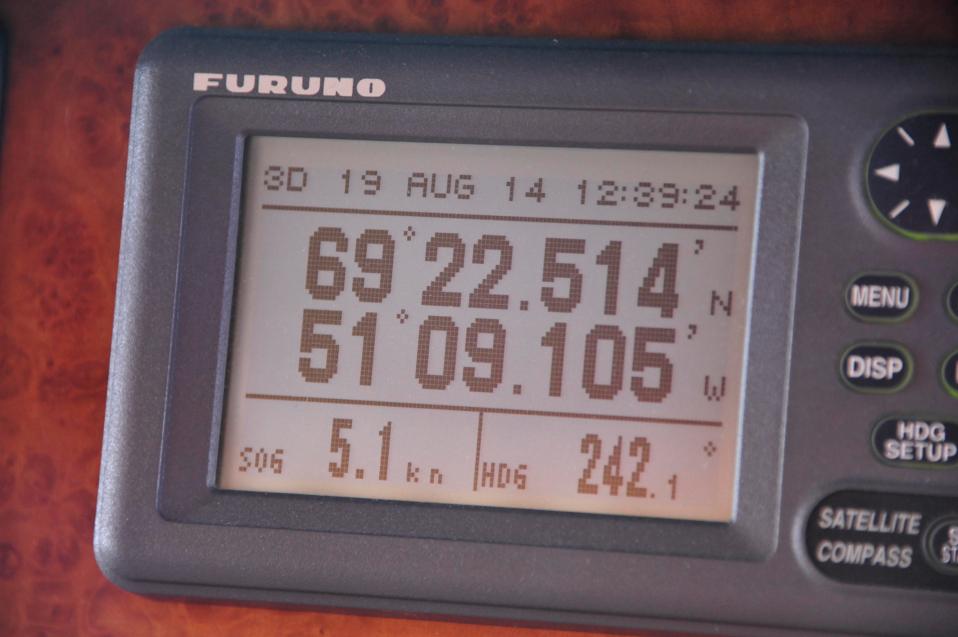 FURUNO
3D 19 AUG 14 12:39:24
69°22.514' N
51°09.105' W
SOG 5.1 kn HDG 242.1°
MENU
DISP
HDG
SETUP
SATELLITE
COMPASS